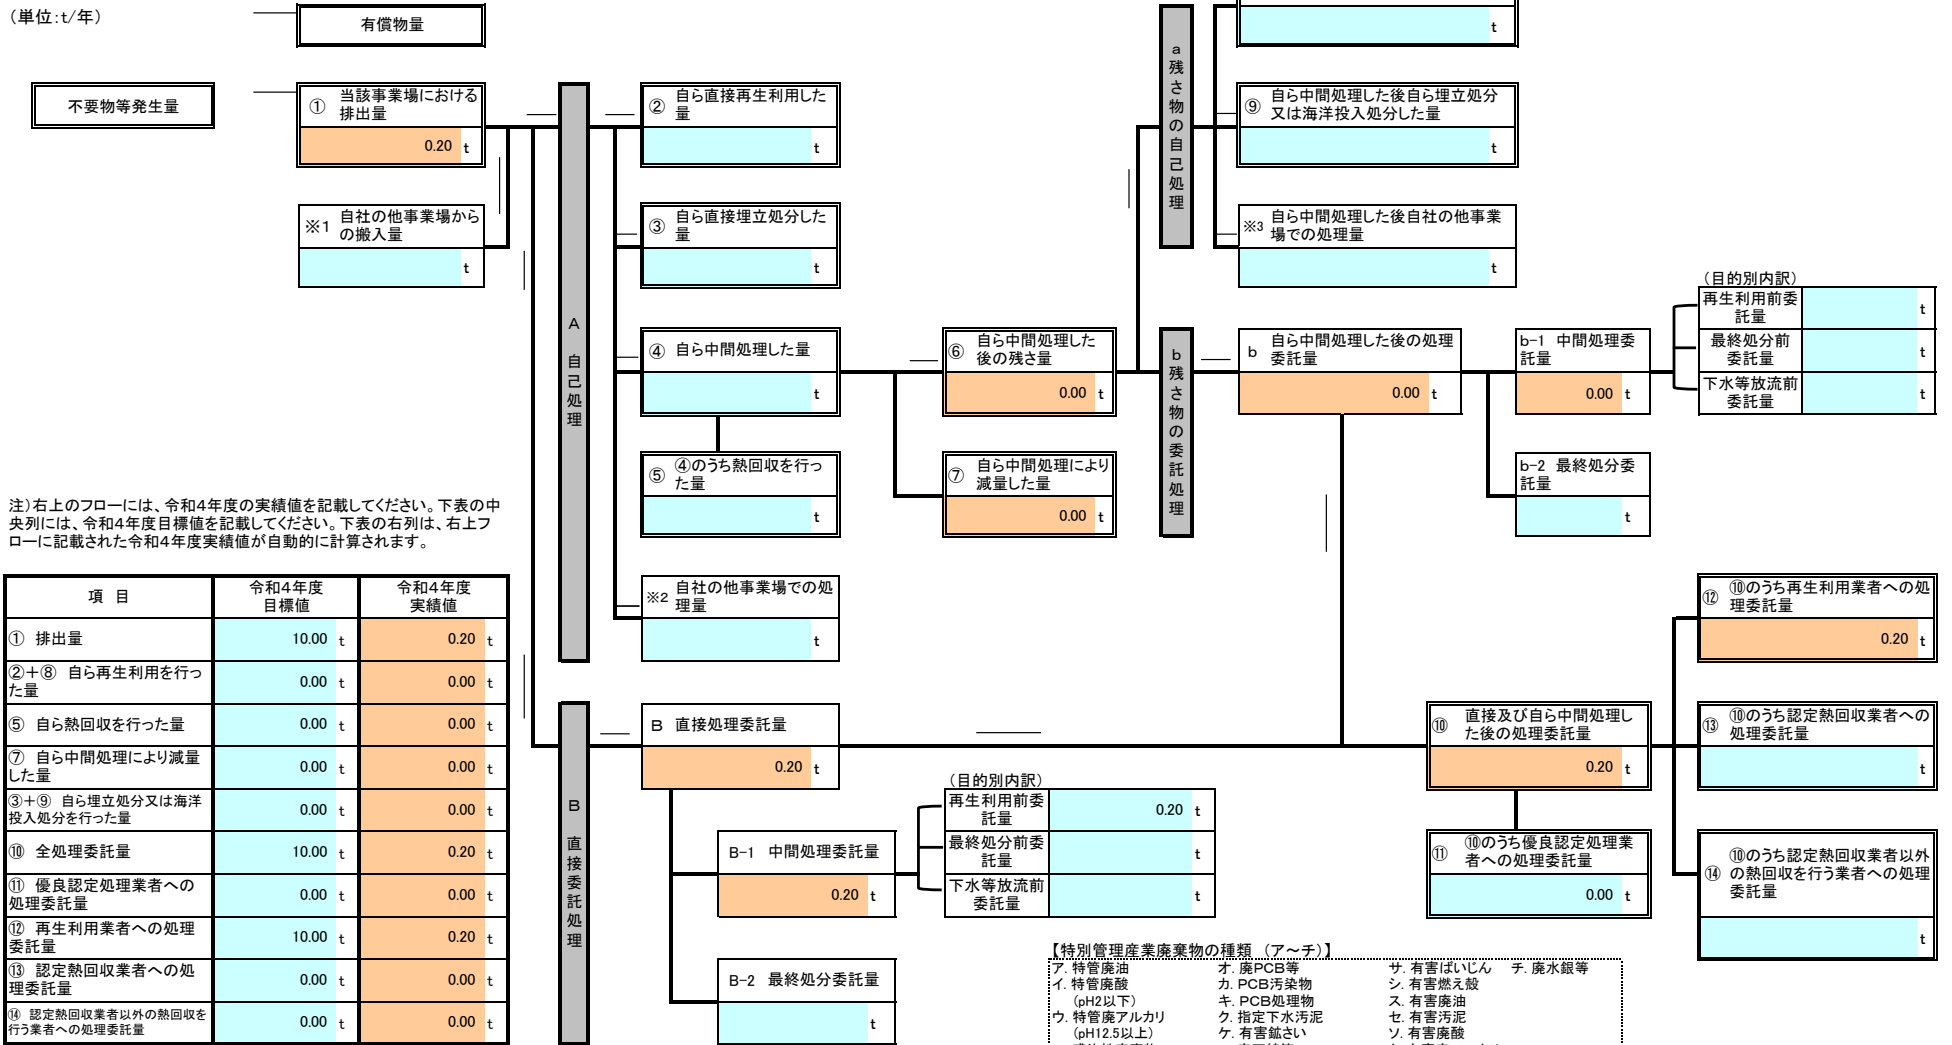 (単位:t/年)
有償物量
t
不要物等発生量
① 当該事業場における
排出量
0.20 t
※1 自社の他事業場から
の搬入量
t
A 自己処理
② 自ら直接再生利用した
量
t
③ 自ら直接埋立処分した
量
t
④ 自ら中間処理した量
t
⑤ ④のうち熱回収を行っ
た量
t
※2 自社の他事業場での処
理量
t
⑥ 自ら中間処理した
後の残さ量
0.00 t
⑦ 自ら中間処理により
減量した量
0.00 t
a 残さ物の自己処理
⑨ 自ら中間処理した後自ら埋立処分
又は海洋投入処分した量
t
※3 自ら中間処理した後自社の他事業
場での処理量
t
b 残さ物の委託処理
b 自ら中間処理した後の処理
委託量
0.00 t
b-1 中間処理委
託量
0.00 t
b-2 最終処分委
託量
t
(目的別内訳)
再生利用前委
託量
t
最終処分前
委託量
t
下水等放流前
委託量
t
注)右上のフローには、令和4年度の実績値を記載してください。下表の中
央列には、令和4年度目標値を記載してください。下表の右列は、右上フ
ローに記載された令和4年度実績値が自動的に計算されます。
項 目 令和4年度
目標値 令和4年度
実績値
① 排出量 10.00 t 0.20 t
②+⑧ 自ら再生利用を行っ
た量 0.00 t 0.00 t
⑤ 自ら熱回収を行った量 0.00 t 0.00 t
⑦ 自ら中間処理により減量
した量 0.00 t 0.00 t
③+⑨ 自ら埋立処分又は海洋
投入処分を行った量 0.00 t 0.00 t
⑩ 全処理委託量 10.00 t 0.20 t
⑪ 優良認定処理業者への
処理委託量 0.00 t 0.00 t
⑫ 再生利用業者への処理
委託量 10.00 t 0.20 t
⑬ 認定熱回収業者への処
理委託量 0.00 t 0.00 t
⑭ 認定熱回収業者以外の熱回収を
行う業者への処理委託量 0.00 t 0.00 t
B 直接委託処理
B 直接処理委託量
0.20 t
B-1 中間処理委託量
0.20 t
B-2 最終処分委託量
t
(目的別内訳)
再生利用前委
託量
0.20 t
最終処分前委
託量
t
下水等放流前
委託量
t
⑩ 直接及び自ら中間処理し
た後の処理委託量
0.20 t
⑪ ⑩のうち優良認定処理業
者への処理委託量
0.00 t
⑫ ⑩のうち再生利用業者への処
理委託量
0.20 t
⑬ ⑩のうち認定熱回収業者への
処理委託量
t
⑭ ⑩のうち認定熱回収業者以外
の熱回収を行う業者への処理
委託量
t
【特別管理産業廃棄物の種類 (ア~チ)】
ア. 特管廃油 オ. 廃PCB等 サ. 有害ばいじん チ. 廃水銀等
イ. 特管廃酸 カ. PCB汚染物 シ. 有害燃え殻
(pH2以下) キ. PCB処理物 ス. 有害廃油
ウ. 特管廃アルカリ ク. 指定下水汚泥 セ. 有害汚泥
(pH12.5以上) ケ. 有害鉱さい ソ. 有害廃酸